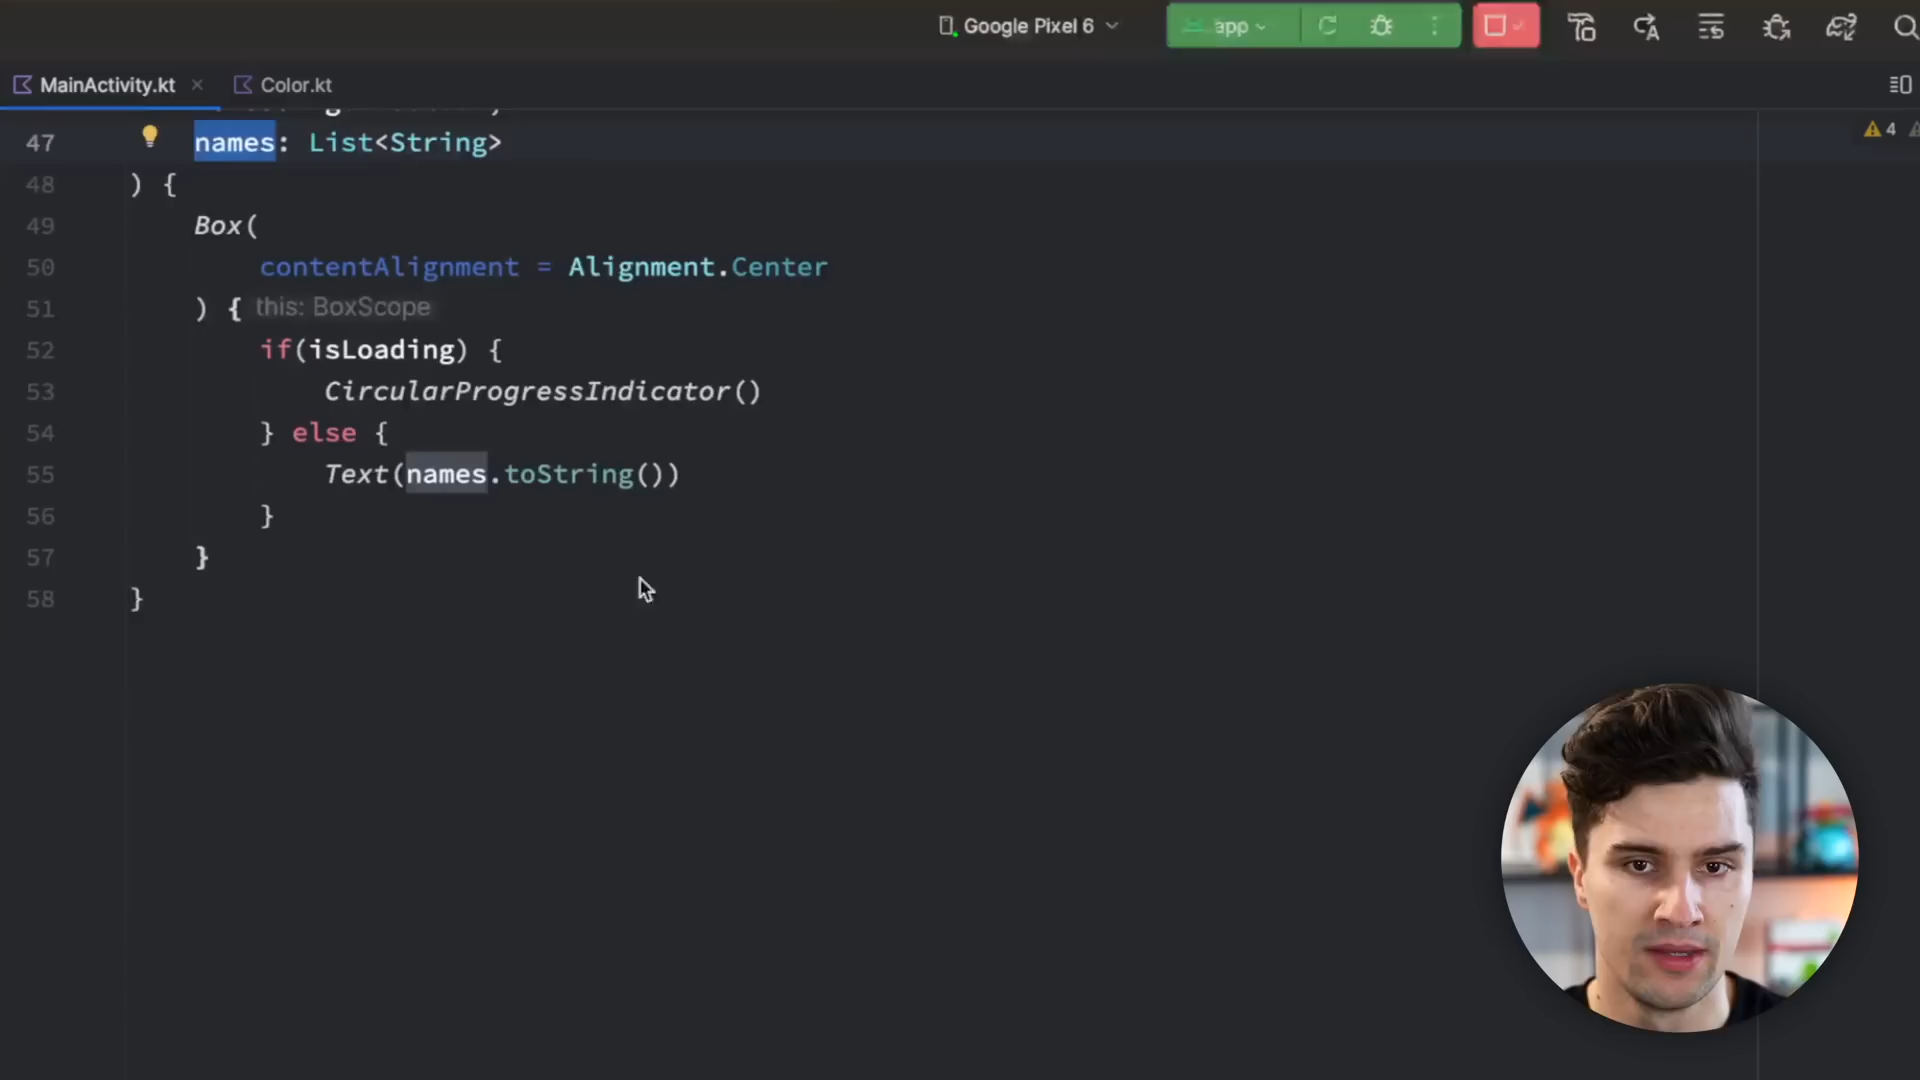 Google Pixel 6
app
MainActivity.kt
Color.kt
4
47 names: List<String>
48 ) {
49 Box(
50 contentAlignment = Alignment.Center
51 ) { this: BoxScope
52 if(isLoading) {
53 CircularProgressIndicator()
54 } else {
55 Text(names.toString())
56 }
57 }
58 }